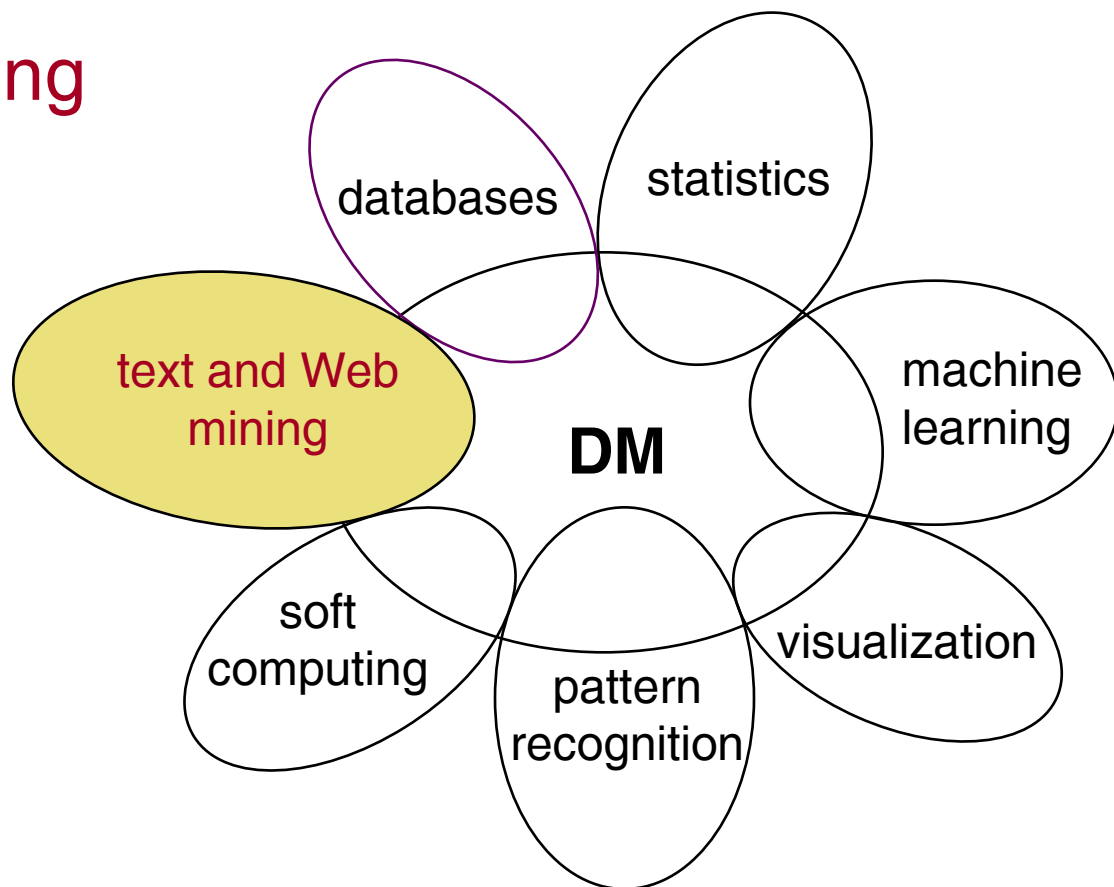 ng
databases
statistics
text and Web
mining
machine
learning
DM
soft
computing
pattern
recognition
visualization